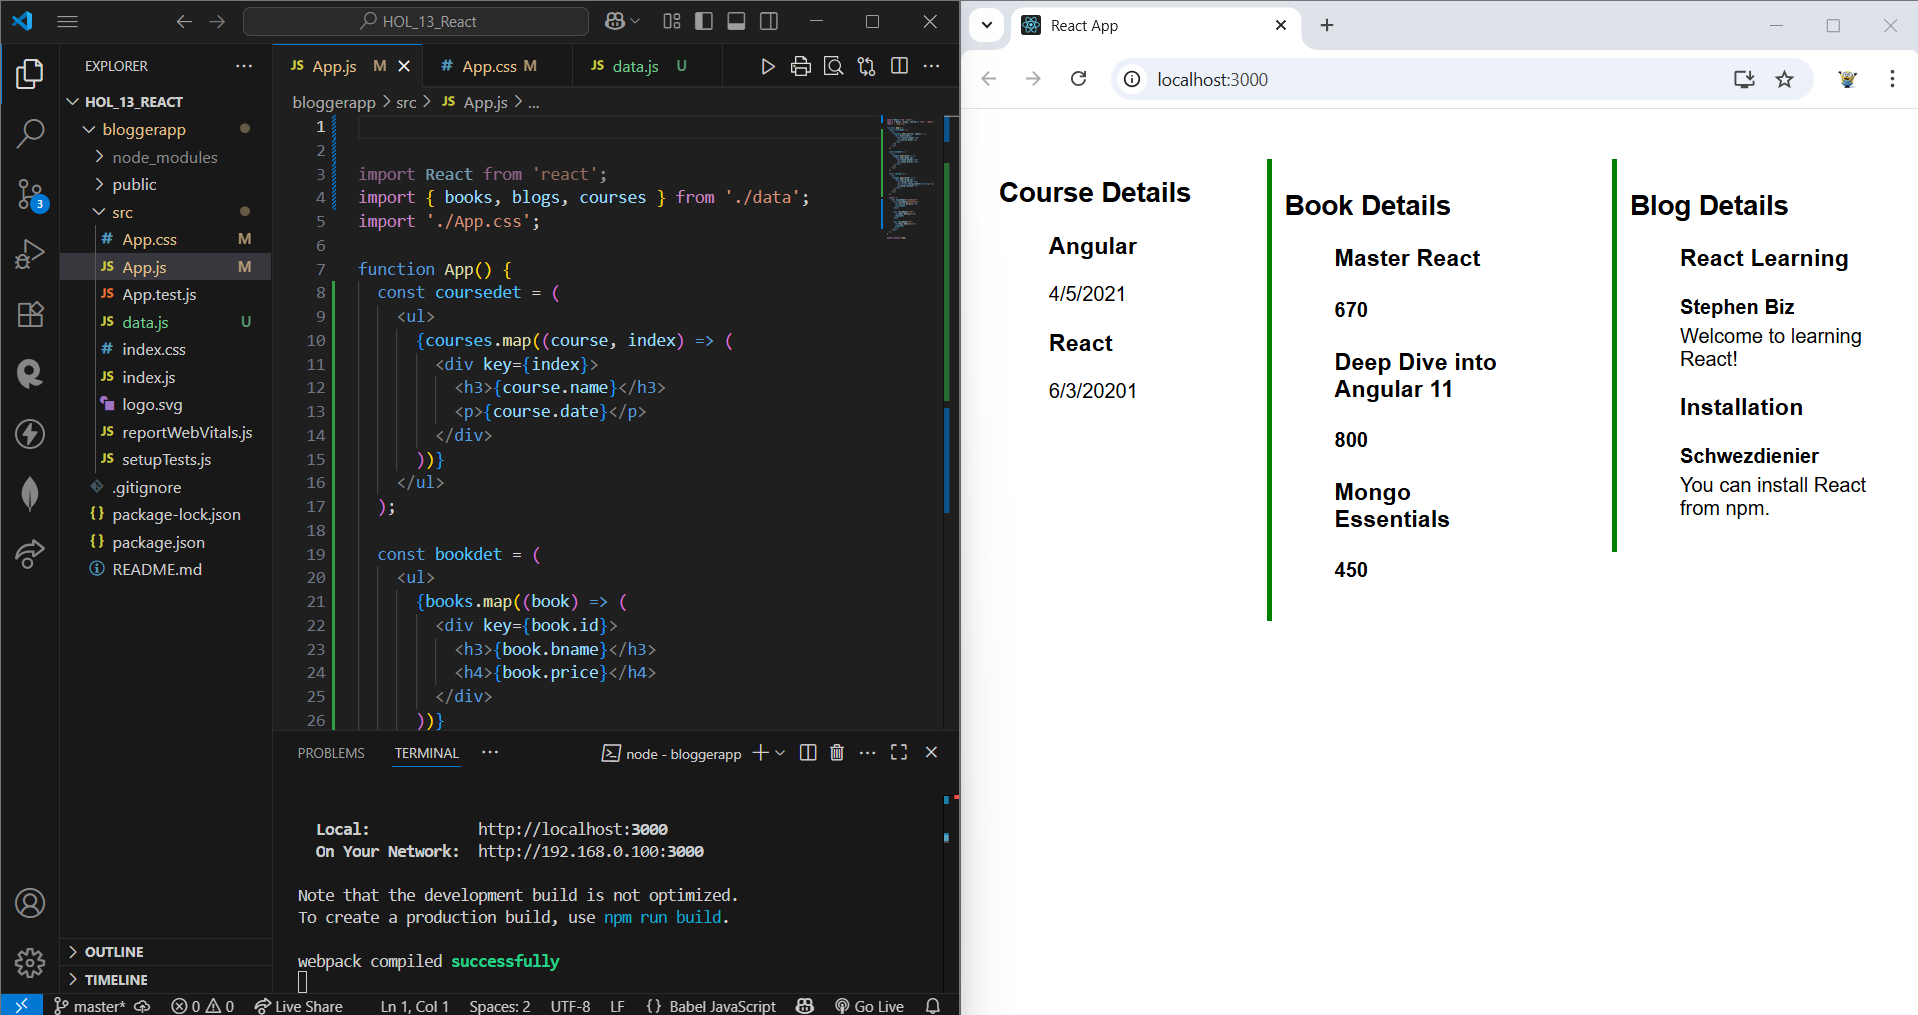 HOL_13_React
EXPLORER
HOL_13_REACT
bloggerapp
node_modules
public
src
# App.css M
JS App.js M
JS App.test.js
JS data.js U
# index.css
JS index.js
logo.svg
JS reportWebVitals.js
JS setupTests.js
.gitignore
{} package-lock.json
{} package.json
README.md
OUTLINE
TIMELINE
3
JS App.js M
# App.css M
JS data.js U
bloggerapp > src > JS App.js > ...
1
2
3 import React from 'react';
4 import { books, blogs, courses } from './data';
5 import './App.css';
6
7 function App() {
8 const coursedet = (
9 <ul>
10 {courses.map((course, index) => (
11 <div key={index}>
12 <h3>{course.name}</h3>
13 <p>{course.date}</p>
14 </div>
15 ))}
16 </ul>
17 );
18
19 const bookdet = (
20 <ul>
21 {books.map((book) => (
22 <div key={book.id}>
23 <h3>{book.bname}</h3>
24 <h4>{book.price}</h4>
25 </div>
26 ))}
PROBLEMS TERMINAL
node - bloggerapp
Local: http://localhost:3000
On Your Network: http://192.168.0.100:3000
Note that the development build is not optimized.
To create a production build, use npm run build.
webpack compiled successfully
master* 0 0 Live Share Ln 1, Col 1 Spaces: 2 UTF-8 LF {} Babel JavaScript Go Live
React App
localhost:3000
Course Details
Angular
4/5/2021
React
6/3/20201
Book Details
Master React
670
Deep Dive into
Angular 11
800
Mongo
Essentials
450
Blog Details
React Learning
Stephen Biz
Welcome to learning
React!
Installation
Schwezdienier
You can install React
from npm.